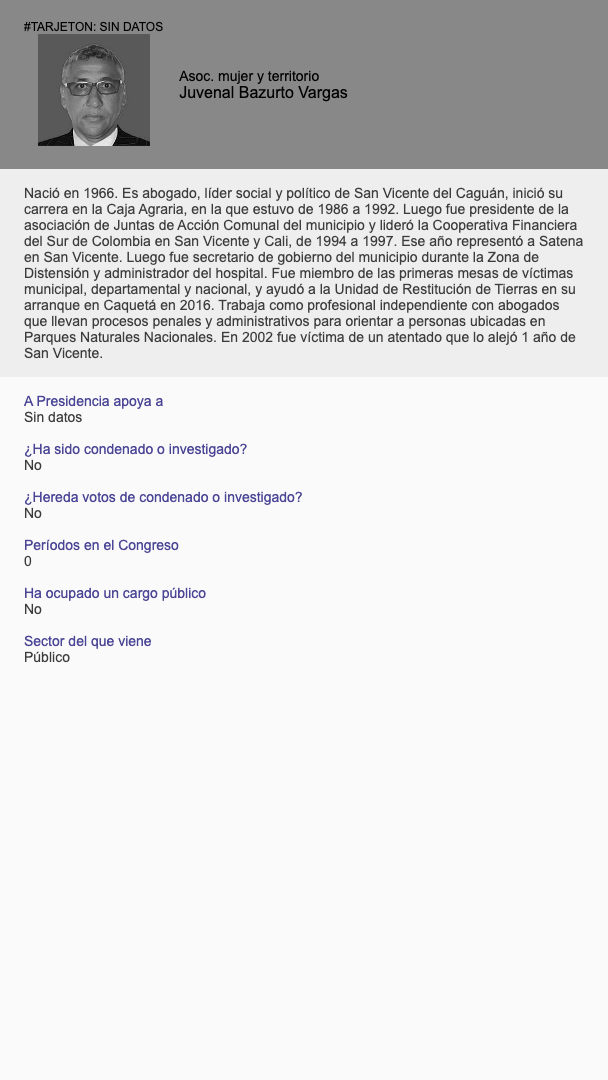 #TARJETON: SIN DATOS
Asoc. mujer y territorio
Juvenal Bazurto Vargas
Nació en 1966. Es abogado, líder social y político de San Vicente del Caguán, inició su
carrera en la Caja Agraria, en la que estuvo de 1986 a 1992. Luego fue presidente de la
asociación de Juntas de Acción Comunal del municipio y lideró la Cooperativa Financiera
del Sur de Colombia en San Vicente y Cali, de 1994 a 1997. Ese año representó a Satena
en San Vicente. Luego fue secretario de gobierno del municipio durante la Zona de
Distensión y administrador del hospital. Fue miembro de las primeras mesas de víctimas
municipal, departamental y nacional, y ayudó a la Unidad de Restitución de Tierras en su
arranque en Caquetá en 2016. Trabaja como profesional independiente con abogados
que llevan procesos penales y administrativos para orientar a personas ubicadas en
Parques Naturales Nacionales. En 2002 fue víctima de un atentado que lo alejó 1 año de
San Vicente.
A Presidencia apoya a
Sin datos
¿Ha sido condenado o investigado?
No
¿Hereda votos de condenado o investigado?
No
Períodos en el Congreso
0
Ha ocupado un cargo público
No
Sector del que viene
Público